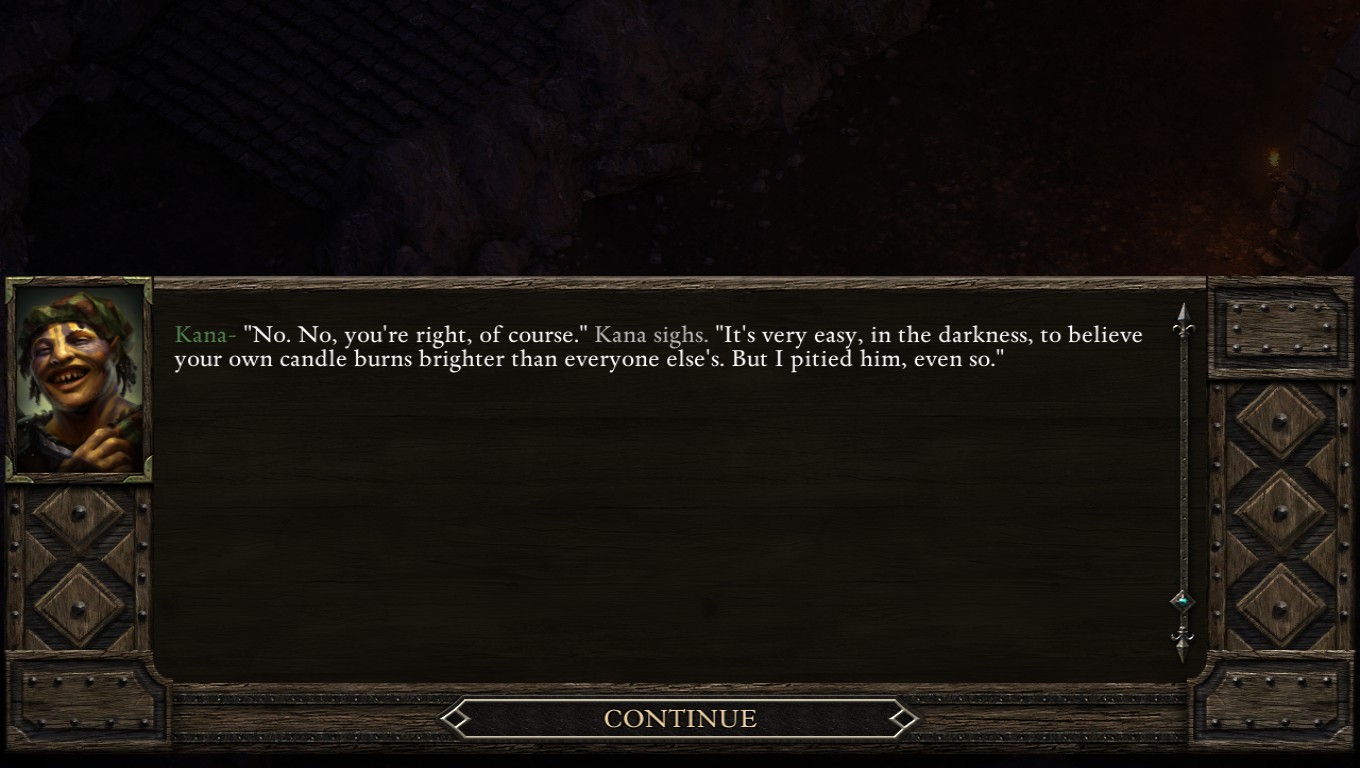 Kana- "No. No, you're right, of course." Kana sighs. "It's very easy, in the darkness, to believe
your own candle burns brighter than everyone else's. But I pitied him, even so."
CONTINUE